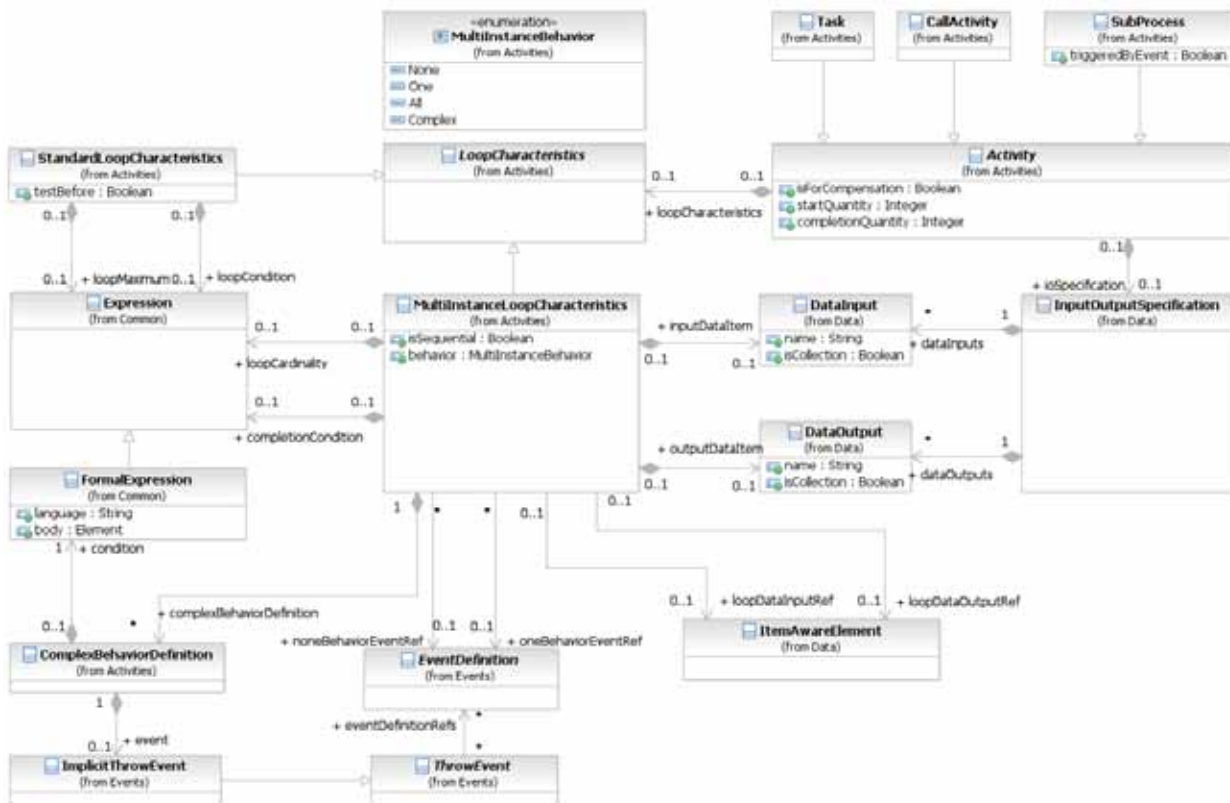 «enumeration»
MultiInstanceBehavior
(from Activities)
None
One
All
Complex
Task
(from Activities)
CallActivity
(from Activities)
SubProcess
(from Activities)
triggeredByEvent : Boolean
StandardLoopCharacteristics
(from Activities)
testBefore : Boolean
LoopCharacteristics
(from Activities)
Activity
(from Activities)
isForCompensation : Boolean
startQuantity : Integer
completionQuantity : Integer
0..1
0..1
+ loopCharacteristics
0..1
0..1
0..1
+ loopMaximum
0..1
+ loopCondition
0..1
+ ioSpecification
0..1
Expression
(from Common)
MultiInstanceLoopCharacteristics
(from Activities)
isSequential : Boolean
behavior : MultiInstanceBehavior
DataInput
(from Data)
name : String
isCollection : Boolean
InputOutputSpecification
(from Data)
0..1
0..1
+ loopCardinality
+ inputDataItem
0..1
0..1
*
1
+ dataInputs
0..1
0..1
+ completionCondition
DataOutput
(from Data)
name : String
isCollection : Boolean
+ outputDataItem
0..1
0..1
*
1
+ dataOutputs
FormalExpression
(from Common)
language : String
body : Element
1
+ condition
1
*
*
0..1
0..1
+ complexBehaviorDefinition
0..1
*
0..1
+ noneBehaviorEventRef
0..1
+ oneBehaviorEventRef
0..1
+ loopDataInputRef
0..1
+ loopDataOutputRef
ItemAwareElement
(from Data)
ComplexBehaviorDefinition
(from Activities)
EventDefinition
(from Events)
1
0..1
+ event
+ eventDefinitionRefs
*
*
ImplicitThrowEvent
(from Events)
ThrowEvent
(from Events)